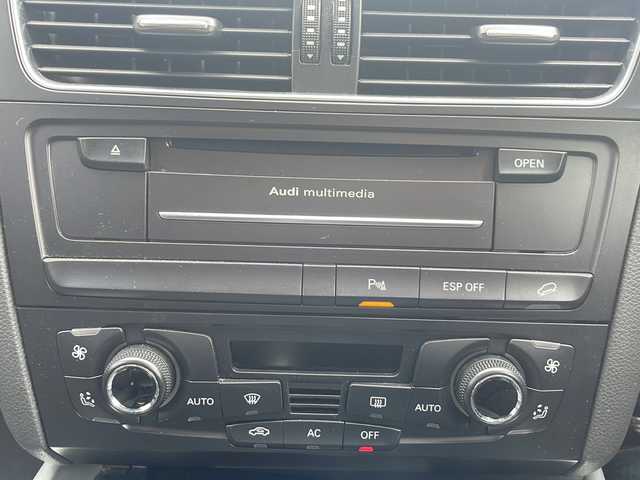 OPEN
Audi multimedia
P ESP OFF
AUTO AUTO
AC OFF